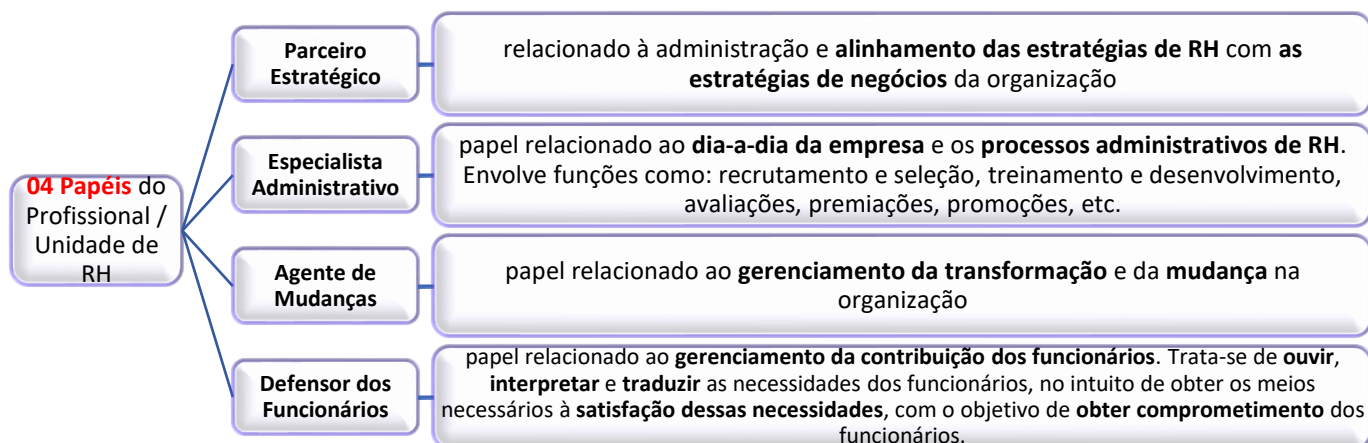 04 Papéis do
Profissional /
Unidade de
RH
Parceiro
Estratégico
relacionado à administração e alinhamento das estratégias de RH com as
estratégias de negócios da organização
Especialista
Administrativo
papel relacionado ao dia-a-dia da empresa e os processos administrativos de RH.
Envolve funções como: recrutamento e seleção, treinamento e desenvolvimento,
avaliações, premiações, promoções, etc.
Agente de
Mudanças
papel relacionado ao gerenciamento da transformação e da mudança na
organização
Defensor dos
Funcionários
papel relacionado ao gerenciamento da contribuição dos funcionários. Trata-se de ouvir,
interpretar e traduzir as necessidades dos funcionários, no intuito de obter os meios
necessários à satisfação dessas necessidades, com o objetivo de obter comprometimento dos
funcionários.